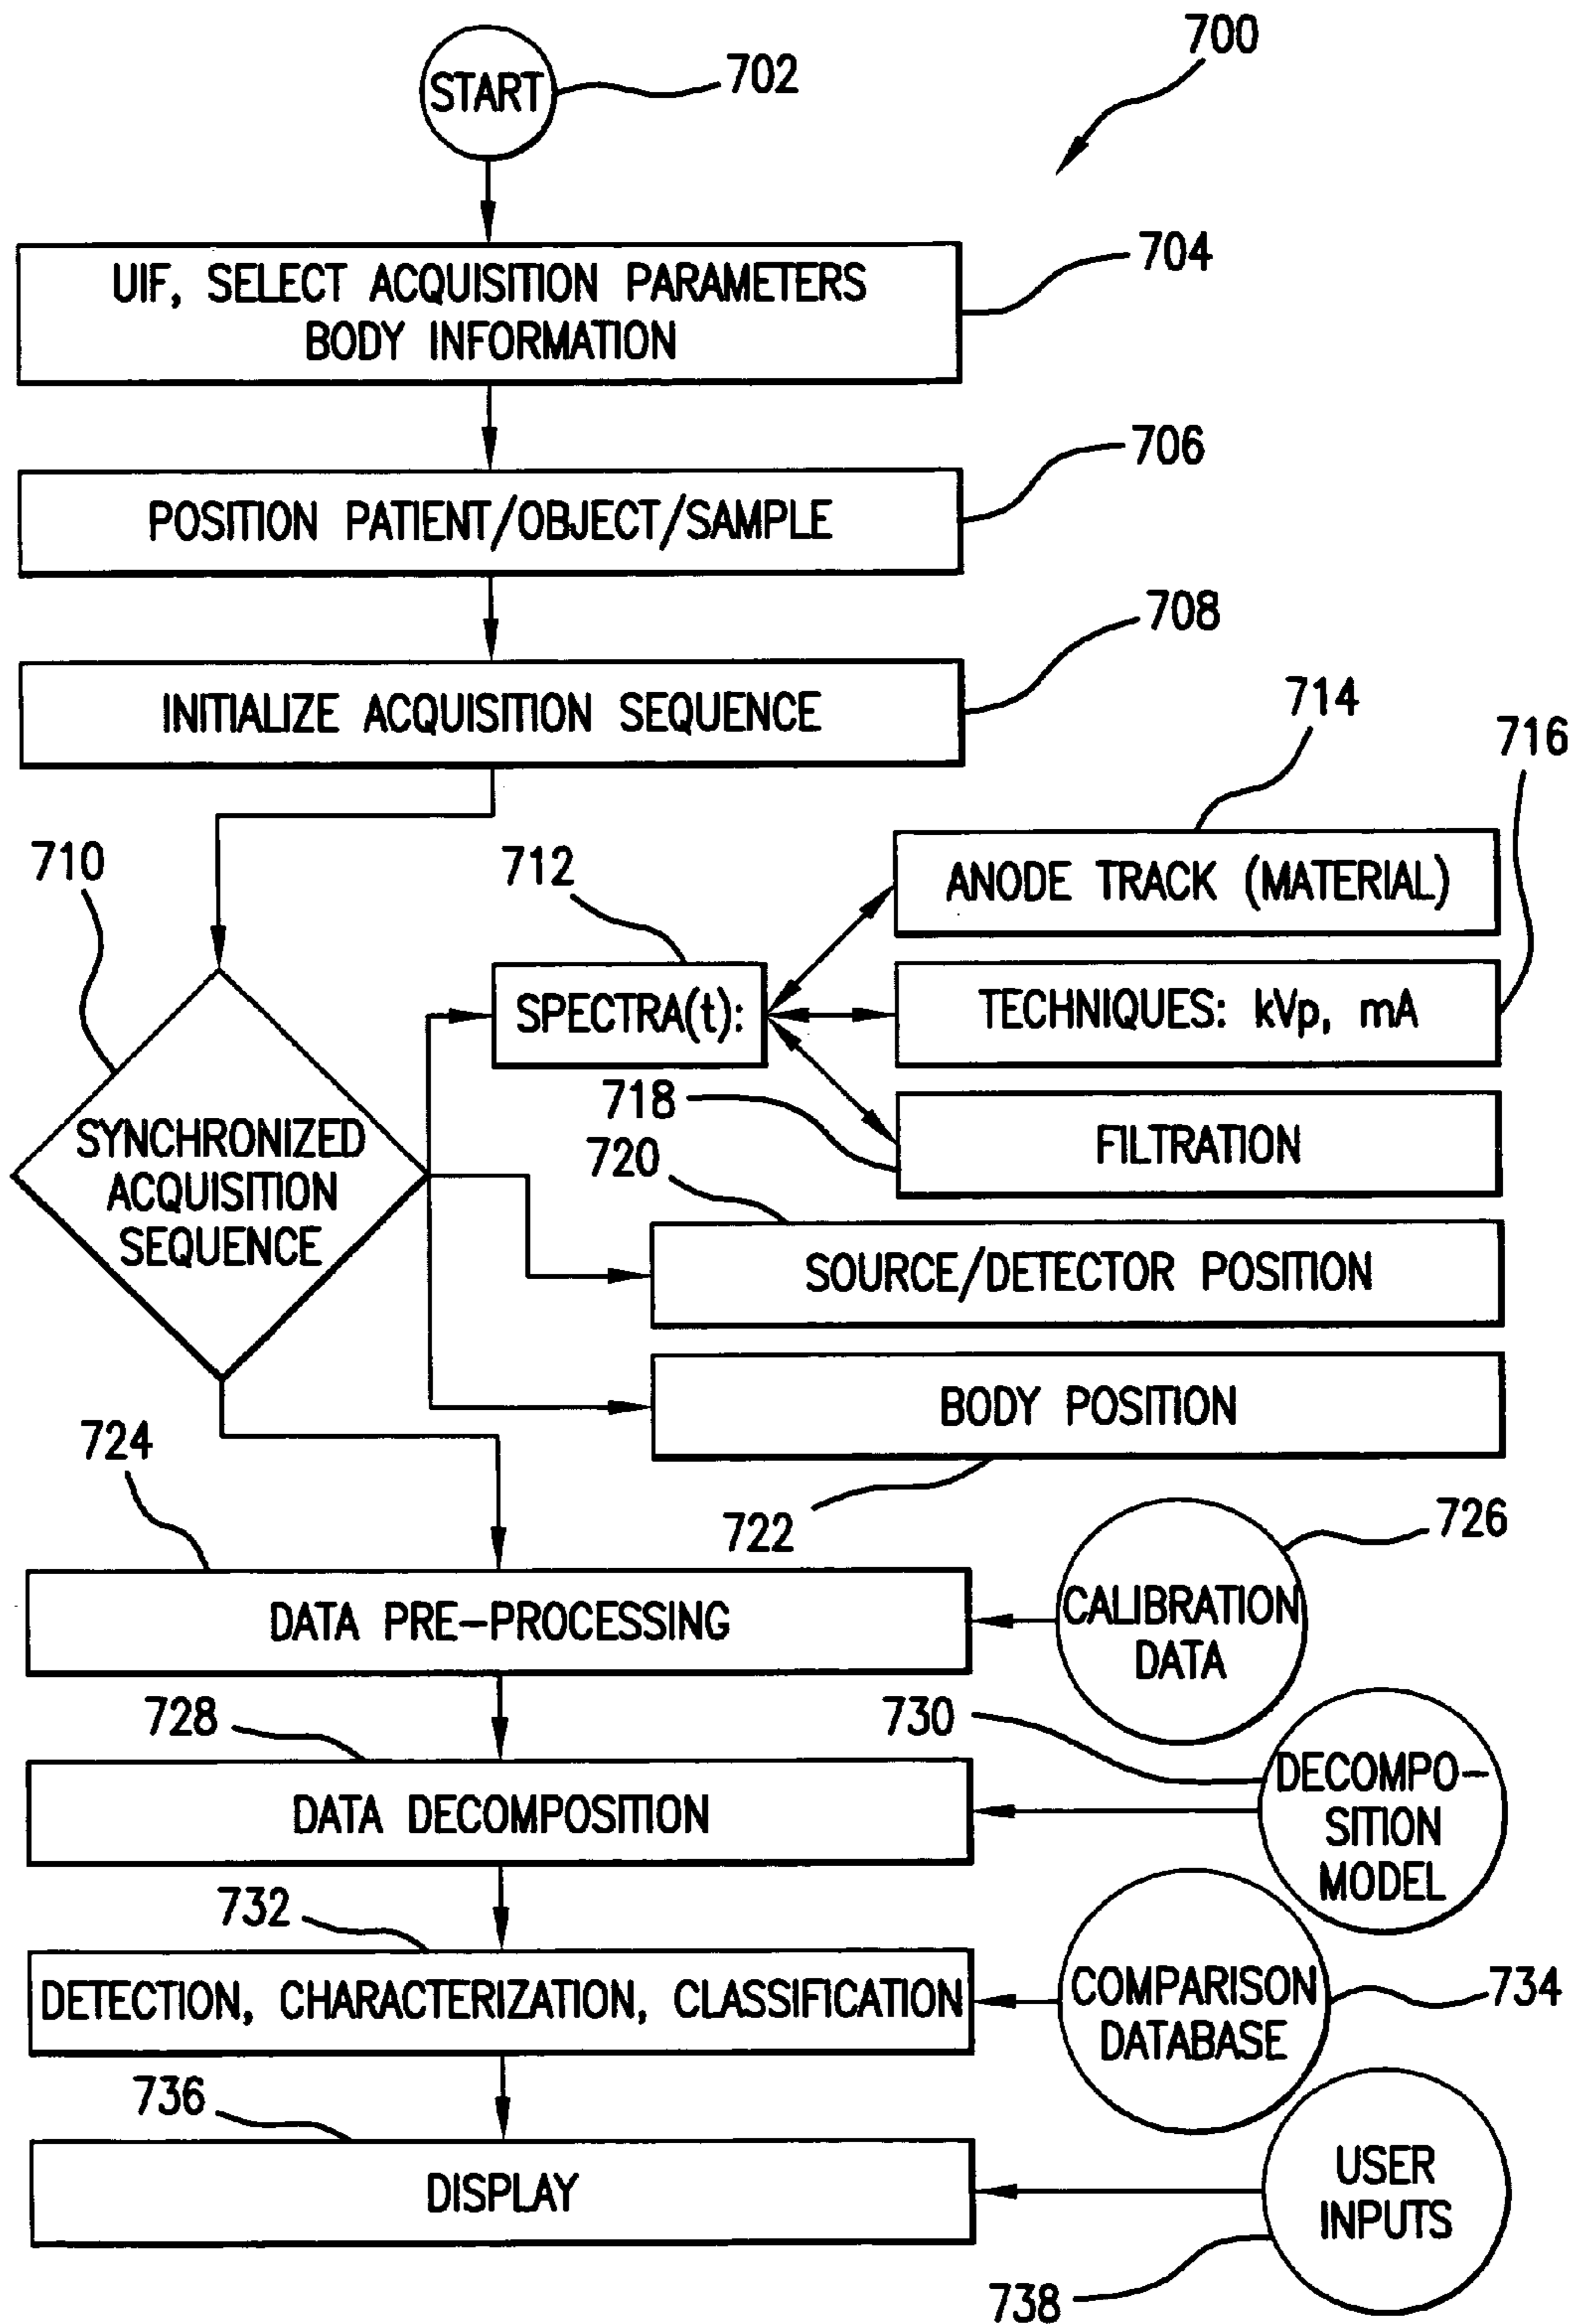 700
START
702
UIF, SELECT ACQUISITION PARAMETERS
BODY INFORMATION
704
POSITION PATIENT/OBJECT/SAMPLE
706
INITIALIZE ACQUISITION SEQUENCE
708
710
SYNCHRONIZED
ACQUISITION
SEQUENCE
712
SPECTRA(t):
714
ANODE TRACK (MATERIAL)
716
TECHNIQUES: kVp, mA
718
FILTRATION
720
SOURCE/DETECTOR POSITION
BODY POSITION
722
724
DATA PRE-PROCESSING
726
CALIBRATION
DATA
728
DATA DECOMPOSITION
730
DECOMPO-
SITION
MODEL
732
DETECTION, CHARACTERIZATION, CLASSIFICATION
COMPARISON
DATABASE
734
736
DISPLAY
USER
INPUTS
738